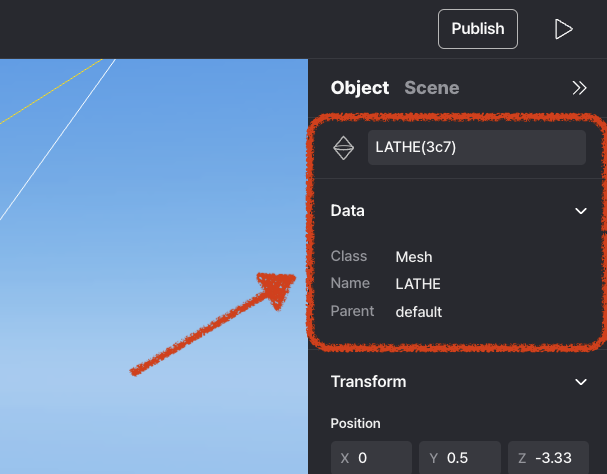 Publish
Object Scene
LATHE(3c7)
Data
Class Mesh
Name LATHE
Parent default
Transform
Position
X 0 Y 0.5 Z -3.33